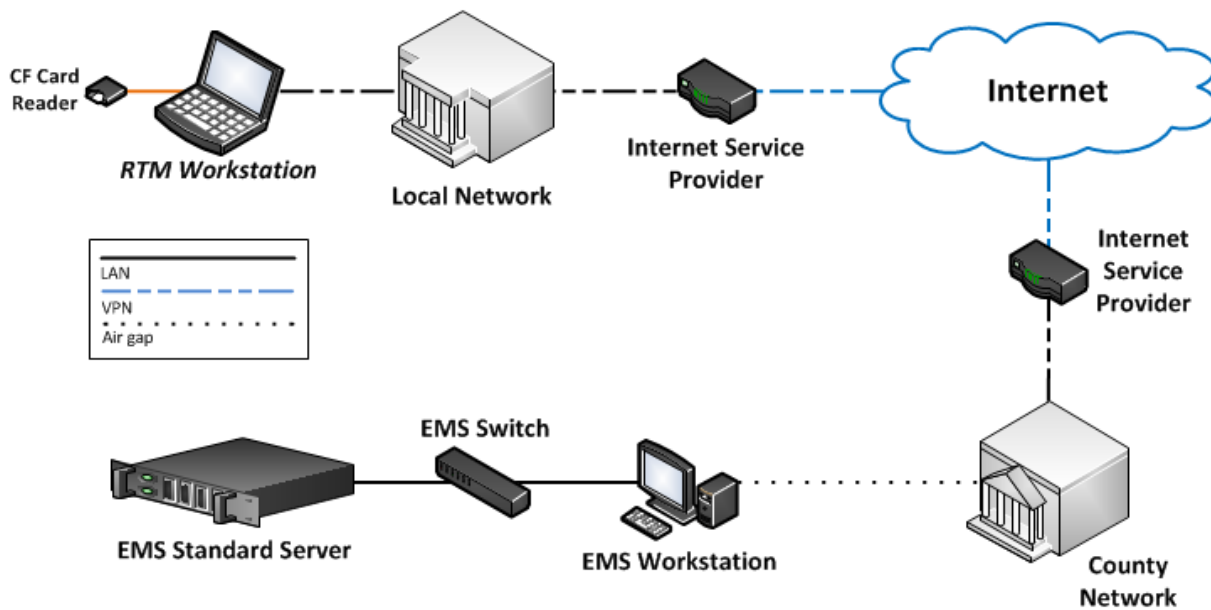 CF Card
Reader
RTM Workstation
Local Network
Internet Service
Provider
Internet
Internet
Service
Provider
LAN
VPN
Air gap
EMS Switch
EMS Standard Server
EMS Workstation
County
Network